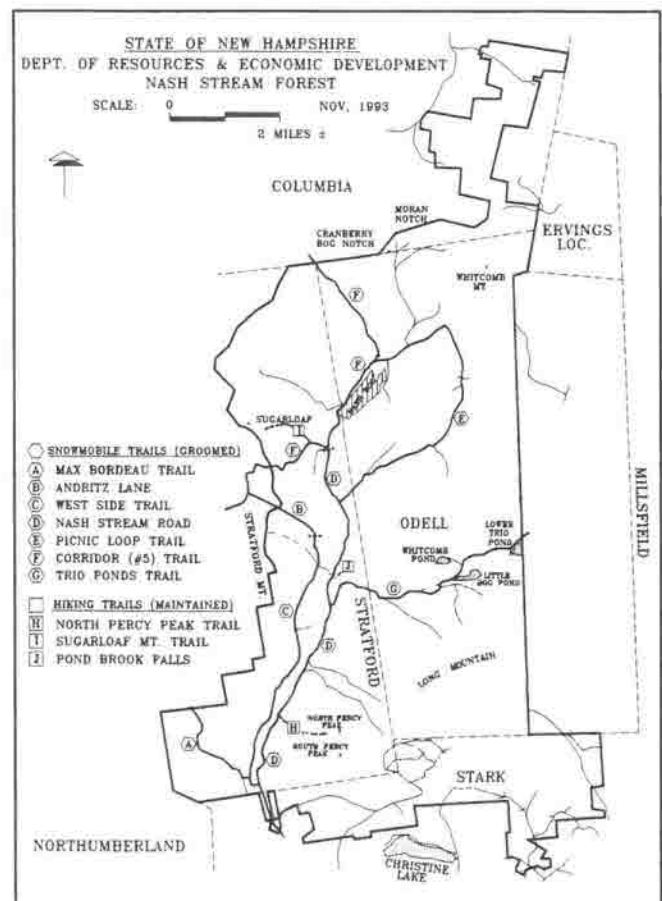 STATE OF NEW HAMPSHIRE
DEPT. OF RESOURCES & ECONOMIC DEVELOPMENT
NASH STREAM FOREST
SCALE: 0
NOV, 1993
2 MILES ±
COLUMBIA
MORAN
NOTCH
CRANBERRY
BOG NOTCH
ERVINGS
LOC.
WHITCOMB
MT.
F
F
SUGARLOAF
I
E
F
SNOWMOBILE TRAILS (GROOMED)
A MAX BORDEAU TRAIL
B ANDRITZ LANE
C WEST SIDE TRAIL
D NASH STREAM ROAD
E PICNIC LOOP TRAIL
F CORRIDOR (#5) TRAIL
G TRIO PONDS TRAIL
HIKING TRAILS (MAINTAINED)
H NORTH PERCY PEAK TRAIL
I SUGARLOAF MT. TRAIL
J POND BROOK FALLS
D
B
STRATFORD MT.
ODELL
LOWER
TRIO
POND
MILLSFIELD
WHITCOMB
POND
J
LITTLE
BOG POND
G
C
STRATFORD
D
LONG MOUNTAIN
H
NORTH PERCY
PEAK
SOUTH PERCY
PEAK
A
D
STARK
NORTHUMBERLAND
CHRISTINE
LAKE